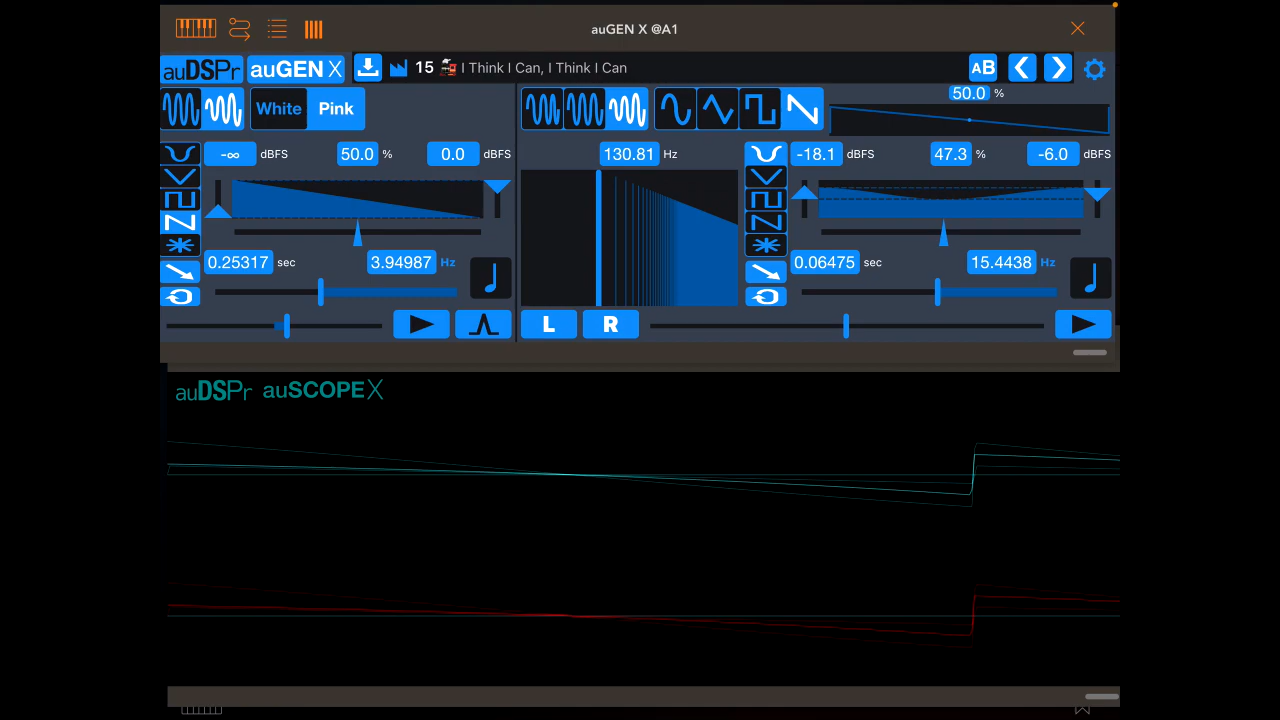 auGEN X @A1
auDSPr auGEN X 15 I Think I Can, I Think I Can AB
50.0 %
White Pink
-∞ dBFS 50.0 % 0.0 dBFS
130.81 Hz
-18.1 dBFS 47.3 % -6.0 dBFS
0.25317 sec 3.94987 Hz
0.06475 sec 15.4438 Hz
L R
auDSPr auSCOPE X